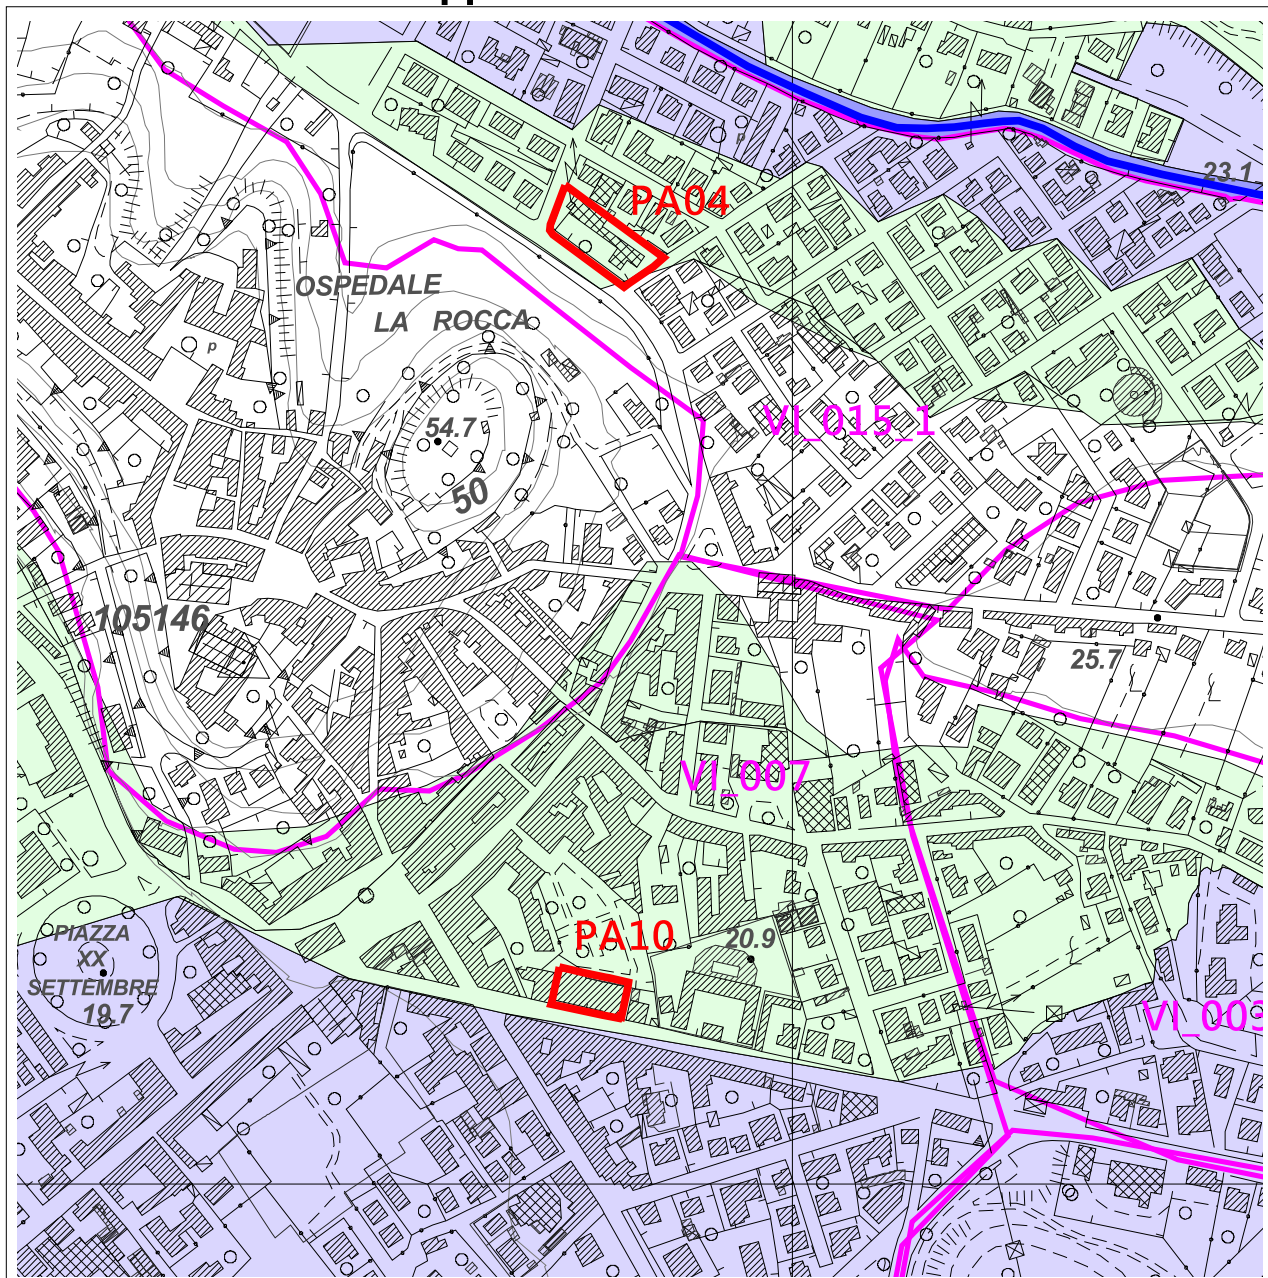 PA04
23.1
OSPEDALE
LA ROCCA
p
p
54.7
VI_015_1
50
105146
25.7
VI_007
PIAZZA
XX
SETTEMBRE
19.7
PA10
20.9
VI_003